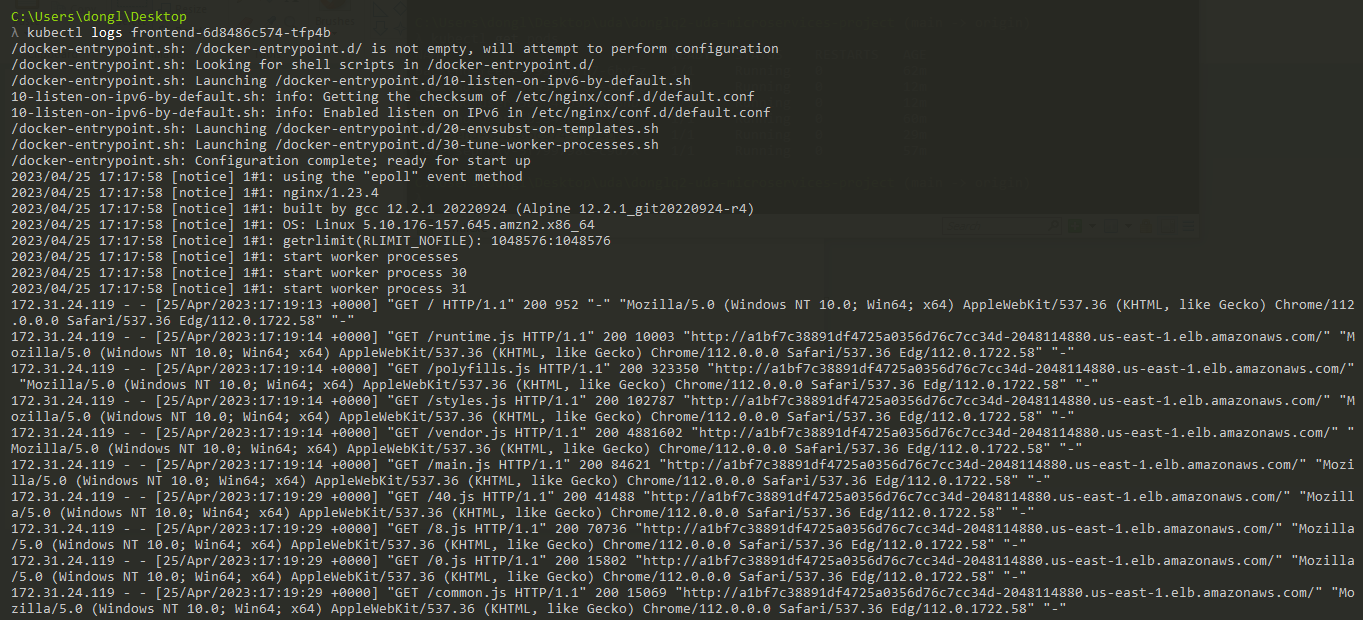 C:\Users\dongl\Desktop
λ kubectl logs frontend-6d8486c574-tfp4b
/docker-entrypoint.sh: /docker-entrypoint.d/ is not empty, will attempt to perform configuration
/docker-entrypoint.sh: Looking for shell scripts in /docker-entrypoint.d/
/docker-entrypoint.sh: Launching /docker-entrypoint.d/10-listen-on-ipv6-by-default.sh
10-listen-on-ipv6-by-default.sh: info: Getting the checksum of /etc/nginx/conf.d/default.conf
10-listen-on-ipv6-by-default.sh: info: Enabled listen on IPv6 in /etc/nginx/conf.d/default.conf
/docker-entrypoint.sh: Launching /docker-entrypoint.d/20-envsubst-on-templates.sh
/docker-entrypoint.sh: Launching /docker-entrypoint.d/30-tune-worker-processes.sh
/docker-entrypoint.sh: Configuration complete; ready for start up
2023/04/25 17:17:58 [notice] 1#1: using the "epoll" event method
2023/04/25 17:17:58 [notice] 1#1: nginx/1.23.4
2023/04/25 17:17:58 [notice] 1#1: built by gcc 12.2.1 20220924 (Alpine 12.2.1_git20220924-r4)
2023/04/25 17:17:58 [notice] 1#1: OS: Linux 5.10.176-157.645.amzn2.x86_64
2023/04/25 17:17:58 [notice] 1#1: getrlimit(RLIMIT_NOFILE): 1048576:1048576
2023/04/25 17:17:58 [notice] 1#1: start worker processes
2023/04/25 17:17:58 [notice] 1#1: start worker process 30
2023/04/25 17:17:58 [notice] 1#1: start worker process 31
172.31.24.119 - - [25/Apr/2023:17:19:13 +0000] "GET / HTTP/1.1" 200 952 "-" "Mozilla/5.0 (Windows NT 10.0; Win64; x64) AppleWebKit/537.36 (KHTML, like Gecko) Chrome/112
.0.0.0 Safari/537.36 Edg/112.0.1722.58" "-"
172.31.24.119 - - [25/Apr/2023:17:19:14 +0000] "GET /runtime.js HTTP/1.1" 200 10003 "http://a1bf7c38891df4725a0356d76c7cc34d-2048114880.us-east-1.elb.amazonaws.com/" "M
ozilla/5.0 (Windows NT 10.0; Win64; x64) AppleWebKit/537.36 (KHTML, like Gecko) Chrome/112.0.0.0 Safari/537.36 Edg/112.0.1722.58" "-"
172.31.24.119 - - [25/Apr/2023:17:19:14 +0000] "GET /polyfills.js HTTP/1.1" 200 323350 "http://a1bf7c38891df4725a0356d76c7cc34d-2048114880.us-east-1.elb.amazonaws.com/"
"Mozilla/5.0 (Windows NT 10.0; Win64; x64) AppleWebKit/537.36 (KHTML, like Gecko) Chrome/112.0.0.0 Safari/537.36 Edg/112.0.1722.58" "-"
172.31.24.119 - - [25/Apr/2023:17:19:14 +0000] "GET /styles.js HTTP/1.1" 200 102787 "http://a1bf7c38891df4725a0356d76c7cc34d-2048114880.us-east-1.elb.amazonaws.com/" "M
ozilla/5.0 (Windows NT 10.0; Win64; x64) AppleWebKit/537.36 (KHTML, like Gecko) Chrome/112.0.0.0 Safari/537.36 Edg/112.0.1722.58" "-"
172.31.24.119 - - [25/Apr/2023:17:19:14 +0000] "GET /vendor.js HTTP/1.1" 200 4881602 "http://a1bf7c38891df4725a0356d76c7cc34d-2048114880.us-east-1.elb.amazonaws.com/" "
Mozilla/5.0 (Windows NT 10.0; Win64; x64) AppleWebKit/537.36 (KHTML, like Gecko) Chrome/112.0.0.0 Safari/537.36 Edg/112.0.1722.58" "-"
172.31.24.119 - - [25/Apr/2023:17:19:14 +0000] "GET /main.js HTTP/1.1" 200 84621 "http://a1bf7c38891df4725a0356d76c7cc34d-2048114880.us-east-1.elb.amazonaws.com/" "Mozi
lla/5.0 (Windows NT 10.0; Win64; x64) AppleWebKit/537.36 (KHTML, like Gecko) Chrome/112.0.0.0 Safari/537.36 Edg/112.0.1722.58" "-"
172.31.24.119 - - [25/Apr/2023:17:19:29 +0000] "GET /40.js HTTP/1.1" 200 41488 "http://a1bf7c38891df4725a0356d76c7cc34d-2048114880.us-east-1.elb.amazonaws.com/" "Mozill
a/5.0 (Windows NT 10.0; Win64; x64) AppleWebKit/537.36 (KHTML, like Gecko) Chrome/112.0.0.0 Safari/537.36 Edg/112.0.1722.58" "-"
172.31.24.119 - - [25/Apr/2023:17:19:29 +0000] "GET /8.js HTTP/1.1" 200 70736 "http://a1bf7c38891df4725a0356d76c7cc34d-2048114880.us-east-1.elb.amazonaws.com/" "Mozilla
/5.0 (Windows NT 10.0; Win64; x64) AppleWebKit/537.36 (KHTML, like Gecko) Chrome/112.0.0.0 Safari/537.36 Edg/112.0.1722.58" "-"
172.31.24.119 - - [25/Apr/2023:17:19:29 +0000] "GET /0.js HTTP/1.1" 200 15802 "http://a1bf7c38891df4725a0356d76c7cc34d-2048114880.us-east-1.elb.amazonaws.com/" "Mozilla
/5.0 (Windows NT 10.0; Win64; x64) AppleWebKit/537.36 (KHTML, like Gecko) Chrome/112.0.0.0 Safari/537.36 Edg/112.0.1722.58" "-"
172.31.24.119 - - [25/Apr/2023:17:19:29 +0000] "GET /common.js HTTP/1.1" 200 15069 "http://a1bf7c38891df4725a0356d76c7cc34d-2048114880.us-east-1.elb.amazonaws.com/" "Mo
zilla/5.0 (Windows NT 10.0; Win64; x64) AppleWebKit/537.36 (KHTML, like Gecko) Chrome/112.0.0.0 Safari/537.36 Edg/112.0.1722.58" "-"